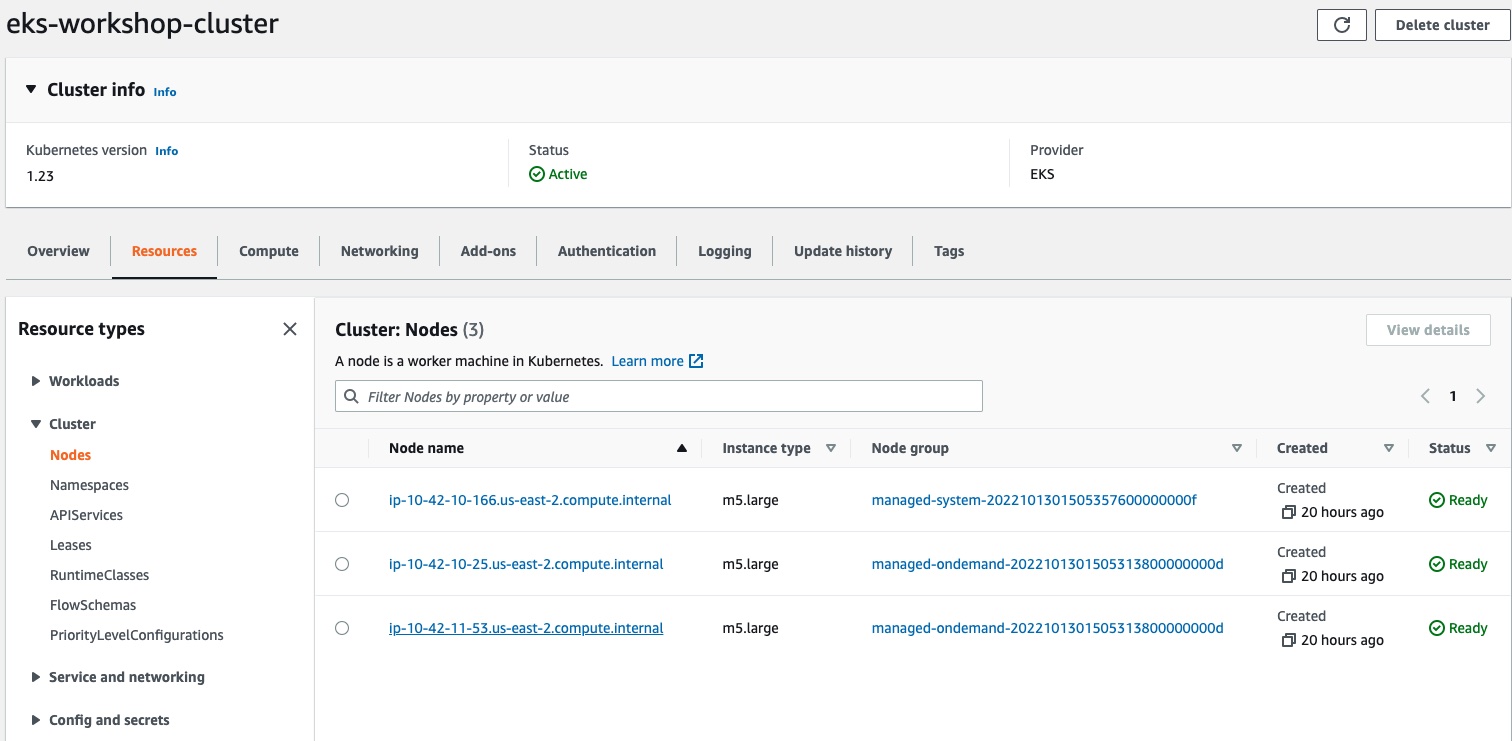 eks-workshop-cluster
Delete cluster
Cluster info Info
Kubernetes version Info
1.23
Status
Active
Provider
EKS
Overview Resources Compute Networking Add-ons Authentication Logging Update history Tags
Resource types
Workloads
Cluster
Nodes
Namespaces
APIServices
Leases
RuntimeClasses
FlowSchemas
PriorityLevelConfigurations
Service and networking
Config and secrets
Cluster: Nodes (3)
View details
A node is a worker machine in Kubernetes. Learn more
Filter Nodes by property or value
1
Node name Instance type Node group Created Status
ip-10-42-10-166.us-east-2.compute.internal m5.large managed-system-20221013015053576000000000f Created 20 hours ago Ready
ip-10-42-10-25.us-east-2.compute.internal m5.large managed-ondemand-20221013015053138000000000d Created 20 hours ago Ready
ip-10-42-11-53.us-east-2.compute.internal m5.large managed-ondemand-20221013015053138000000000d Created 20 hours ago Ready